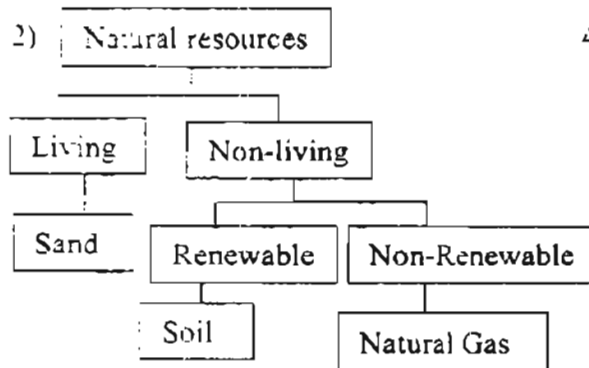 2) Natural resources
Living Non-living
Sand Renewable Non-Renewable
Soil Natural Gas